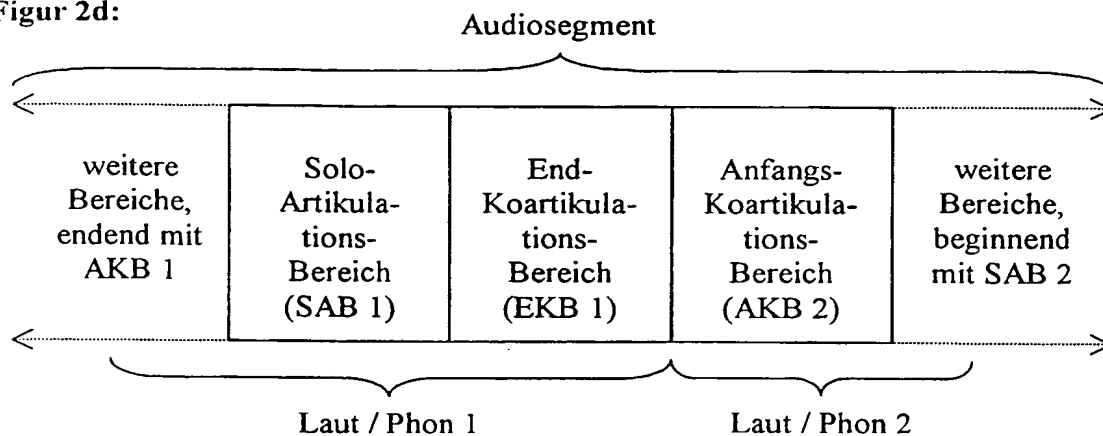 Figur 2d:
Audiosegment
weitere
Bereiche,
endend mit
AKB 1
Solo-
Artikula-
tions-
Bereich
(SAB 1)
End-
Koartikula-
tions-
Bereich
(EKB 1)
Anfangs-
Koartikula-
tions-
Bereich
(AKB 2)
weitere
Bereiche,
beginnend
mit SAB 2
Laut / Phon 1
Laut / Phon 2